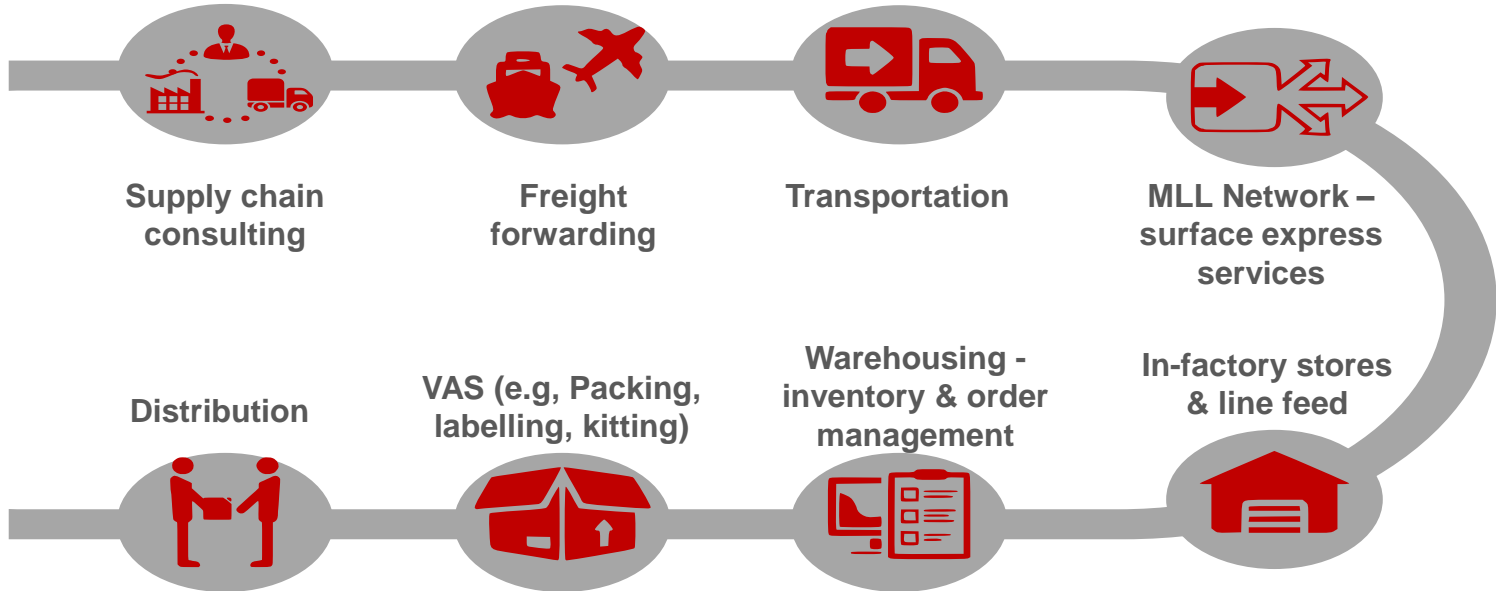 Supply chain
consulting
Freight
forwarding
Transportation
MLL Network –
surface express
services
In-factory stores
& line feed
Warehousing -
inventory & order
management
VAS (e.g, Packing,
labelling, kitting)
Distribution